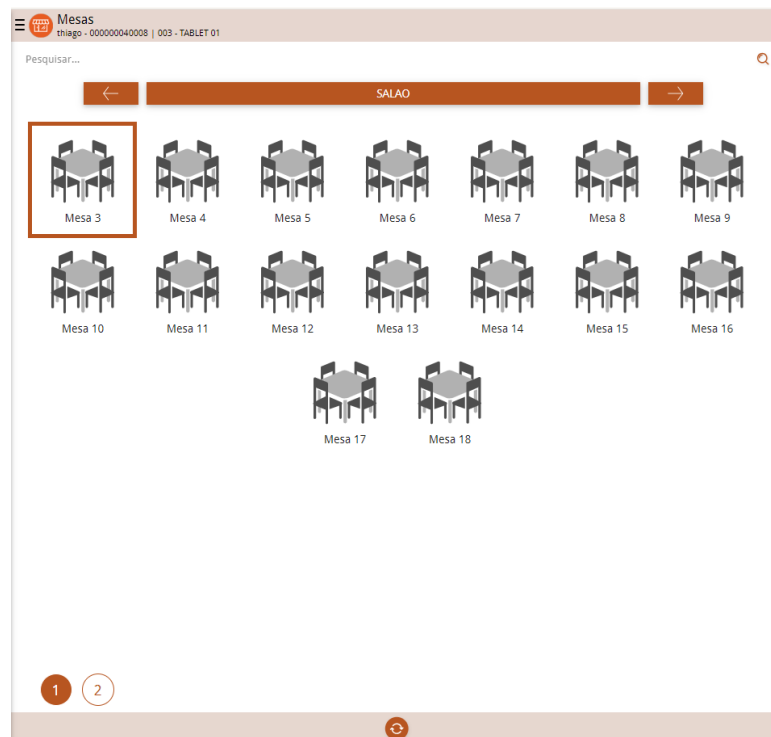 Mesas
thiago - 000000040008 | 003 - TABLET 01
Pesquisar...
SALAO
Mesa 3 Mesa 4 Mesa 5 Mesa 6 Mesa 7 Mesa 8 Mesa 9
Mesa 10 Mesa 11 Mesa 12 Mesa 13 Mesa 14 Mesa 15 Mesa 16
Mesa 17 Mesa 18
1 2